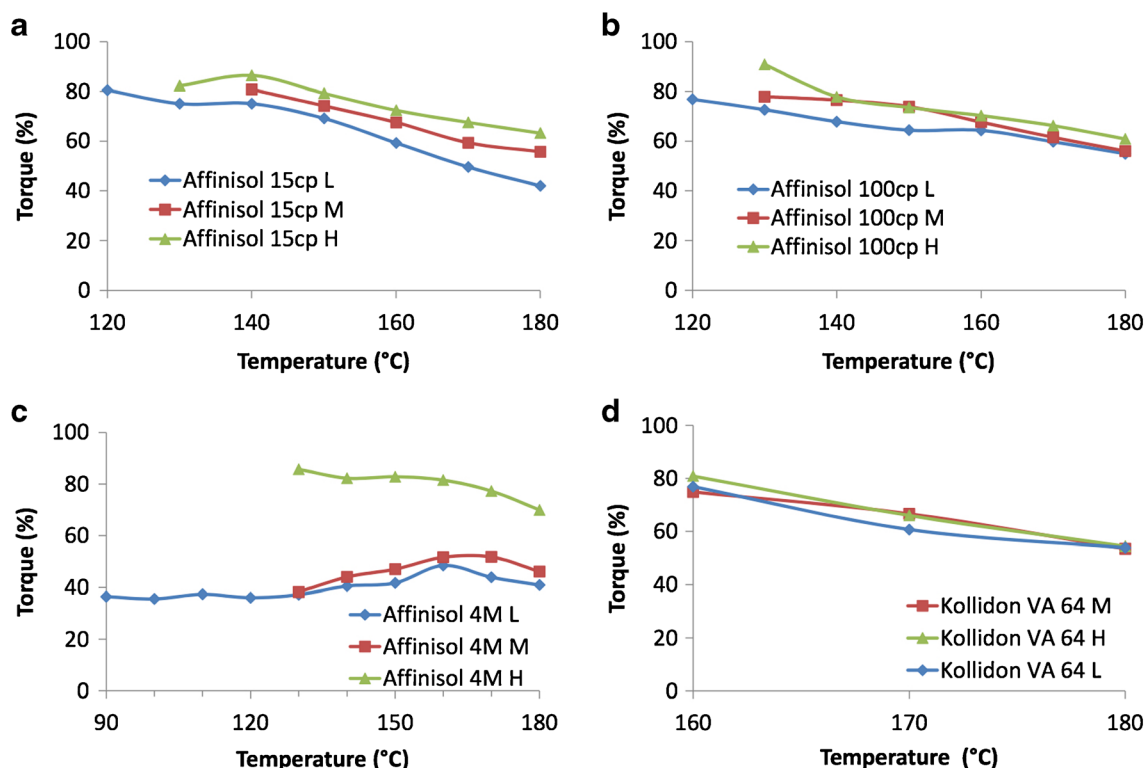 a
100
80
60
40
20
0
Torque (%)
Affinisol 15cp L
Affinisol 15cp M
Affinisol 15cp H
120 140 160 180
Temperature (°C)
b
100
80
60
40
20
0
Torque (%)
Affinisol 100cp L
Affinisol 100cp M
Affinisol 100cp H
120 140 160 180
Temperature (°C)
c
100
80
60
40
20
0
Torque (%)
Affinisol 4M L
Affinisol 4M M
Affinisol 4M H
90 120 150 180
Temperature (°C)
d
100
80
60
40
20
0
Torque (%)
Kollidon VA 64 M
Kollidon VA 64 H
Kollidon VA 64 L
160 170 180
Temperature (°C)